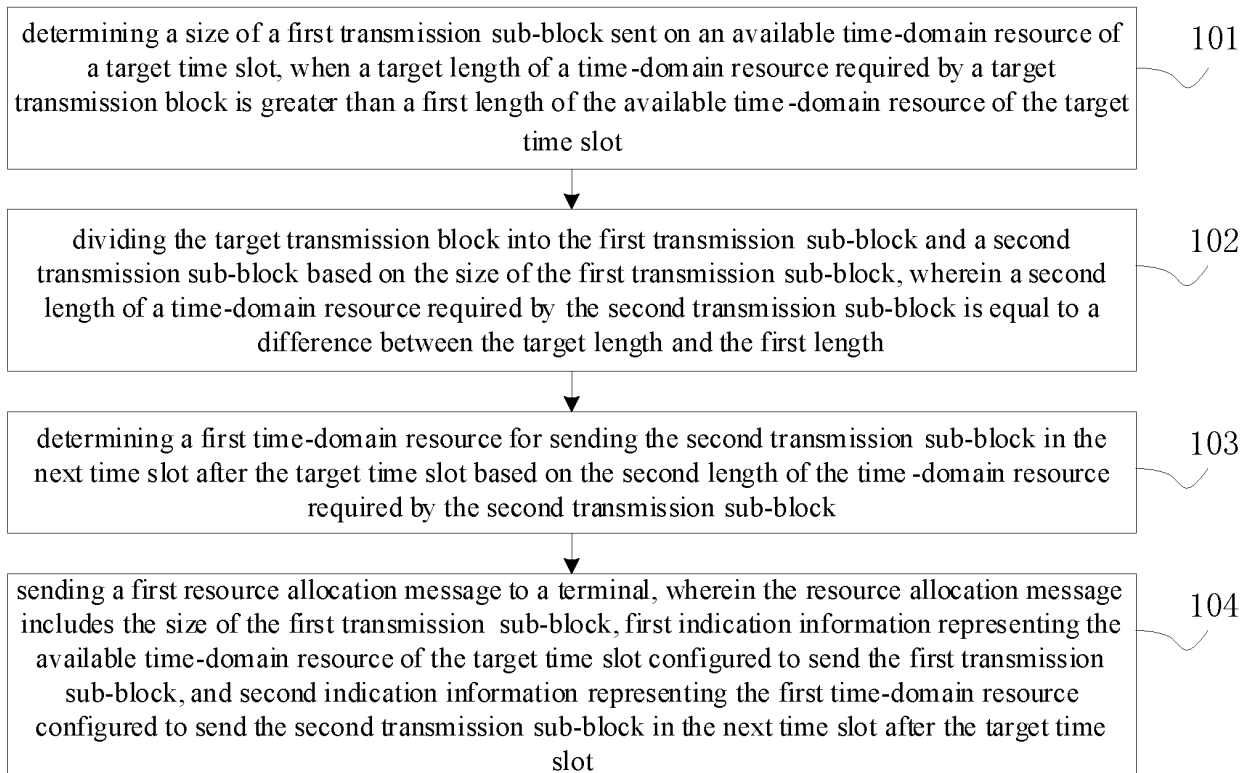 determining a size of a first transmission sub-block sent on an available time-domain resource of
a target time slot, when a target length of a time-domain resource required by a target
transmission block is greater than a first length of the available time-domain resource of the target
time slot
101
dividing the target transmission block into the first transmission sub-block and a second
transmission sub-block based on the size of the first transmission sub-block, wherein a second
length of a time-domain resource required by the second transmission sub-block is equal to a
difference between the target length and the first length
102
determining a first time-domain resource for sending the second transmission sub-block in the
next time slot after the target time slot based on the second length of the time-domain resource
required by the second transmission sub-block
103
sending a first resource allocation message to a terminal, wherein the resource allocation message
includes the size of the first transmission sub-block, first indication information representing the
available time-domain resource of the target time slot configured to send the first transmission
sub-block, and second indication information representing the first time-domain resource
configured to send the second transmission sub-block in the next time slot after the target time
slot
104